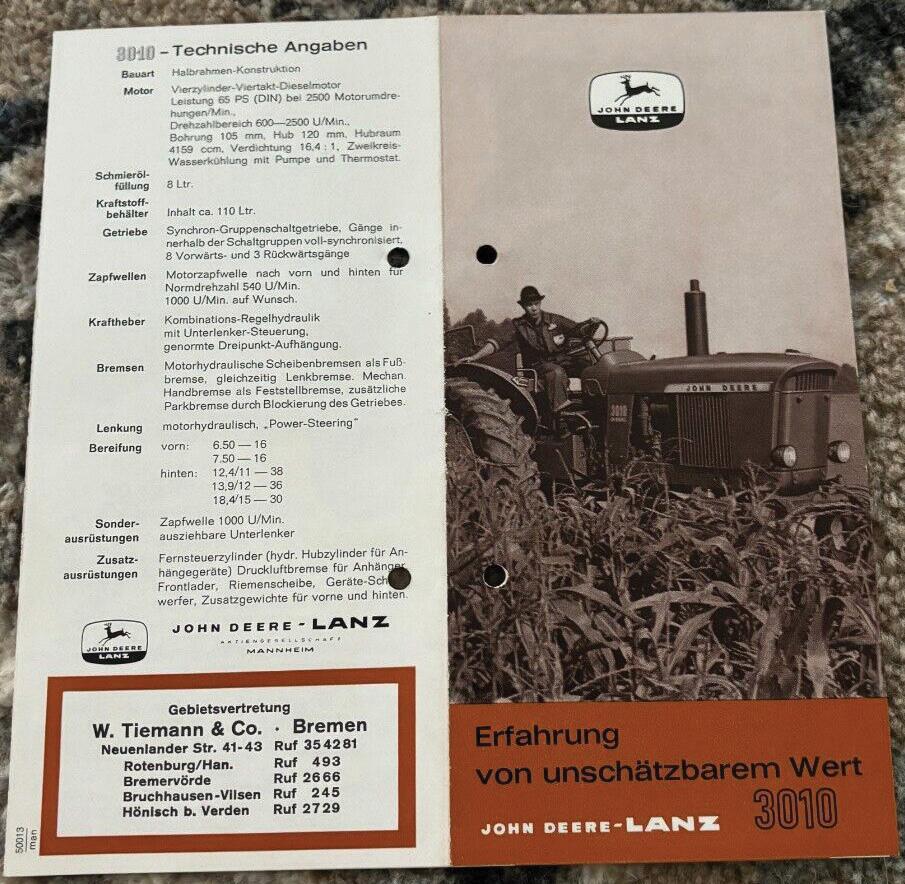 3010 – Technische Angaben
Bauart Halbrahmen-Konstruktion
Motor Vierzylinder-Viertakt-Dieselmotor
Leistung 65 PS (DIN) bei 2500 Motorumdre-
hungen/Min.,
Drehzahlbereich 600—2500 U/Min.,
Bohrung 105 mm, Hub 120 mm, Hubraum
4159 ccm, Verdichtung 16,4 : 1, Zweikreis-
Wasserkühlung mit Pumpe und Thermostat.
Schmieröl-
füllung 8 Ltr.
Kraftstoff-
behälter Inhalt ca. 110 Ltr.
Getriebe Synchron-Gruppenschaltgetriebe, Gänge in-
nerhalb der Schaltgruppen voll-synchronisiert,
8 Vorwärts- und 3 Rückwärtsgänge
Zapfwellen Motorzapfwelle nach vorn und hinten für
Normdrehzahl 540 U/Min.
1000 U/Min. auf Wunsch.
Kraftheber Kombinations-Regelhydraulik
mit Unterlenker-Steuerung,
genormte Dreipunkt-Aufhängung.
Bremsen Motorhydraulische Scheibenbremsen als Fuß-
bremse, gleichzeitig Lenkbremse. Mechan.
Handbremse als Feststellbremse, zusätzliche
Parkbremse durch Blockierung des Getriebes.
Lenkung motorhydraulisch, „Power-Steering"
Bereifung vorn: 6.50 — 16
7.50 — 16
hinten: 12,4/11 — 38
13,9/12 — 36
18,4/15 — 30
Sonder-
ausrüstungen Zapfwelle 1000 U/Min.
ausziehbare Unterlenker
Zusatz-
ausrüstungen Fernsteuerzylinder (hydr. Hubzylinder für An-
hängegeräte) Druckluftbremse für Anhänger,
Frontlader, Riemenscheibe, Geräte-Schei
werfer, Zusatzgewichte für vorne und hinten.
JOHN DEERE
LANZ
JOHN DEERE-LANZ
AKTIENGESELLSCHAFT
MANNHEIM
Gebietsvertretung
W. Tiemann & Co. · Bremen
Neuenlander Str. 41-43 Ruf 354281
Rotenburg/Han. Ruf 493
Bremervörde Ruf 2666
Bruchhausen-Vilsen Ruf 245
Hönisch b. Verden Ruf 2729
50013
man
JOHN DEERE
LANZ
JOHN DEERE
3010
DIESEL
Erfahrung
von unschätzbarem Wert
JOHN DEERE-LANZ 3010